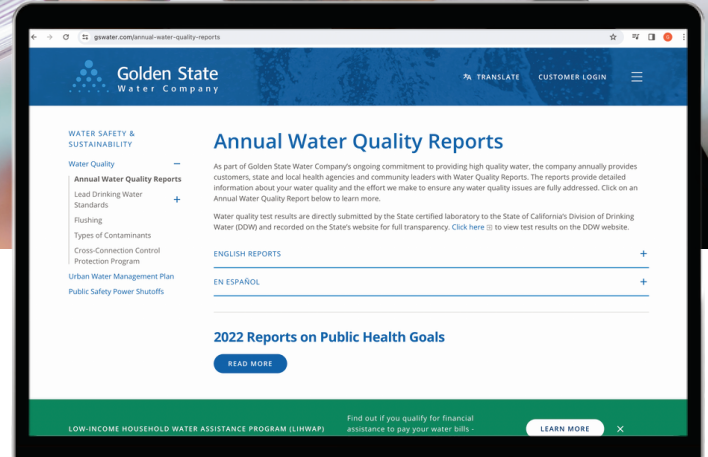 gswater.com/annual-water-quality-reports
Golden State
Water Company
TRANSLATE
CUSTOMER LOGIN
WATER SAFETY &
SUSTAINABILITY
Water Quality
Annual Water Quality Reports
Lead Drinking Water
Standards
Flushing
Types of Contaminants
Cross-Connection Control
Protection Program
Urban Water Management Plan
Public Safety Power Shutoffs
Annual Water Quality Reports
As part of Golden State Water Company's ongoing commitment to providing high quality water, the company annually provides
customers, state and local health agencies and community leaders with Water Quality Reports. The reports provide detailed
information about your water quality and the effort we make to ensure any water quality issues are fully addressed. Click on an
Annual Water Quality Report below to learn more.
Water quality test results are directly submitted by the State certified laboratory to the State of California's Division of Drinking
Water (DDW) and recorded on the State's website for full transparency. Click here to view test results on the DDW website.
ENGLISH REPORTS
EN ESPAÑOL
2022 Reports on Public Health Goals
READ MORE
LOW-INCOME HOUSEHOLD WATER ASSISTANCE PROGRAM (LIHWAP)
Find out if you qualify for financial
assistance to pay your water bills -
LEARN MORE